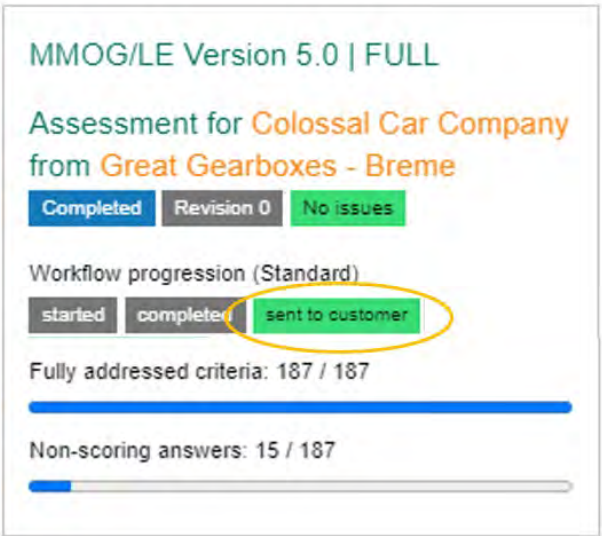 MMOG/LE Version 5.0 | FULL
Assessment for Colossal Car Company
from Great Gearboxes - Breme
Completed Revision 0 No issues
Workflow progression (Standard)
started completed sent to customer
Fully addressed criteria: 187 / 187
Non-scoring answers: 15 / 187